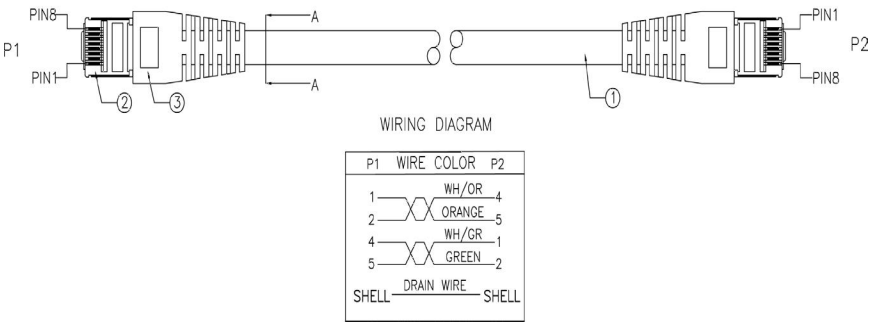 PIN8
A
PIN1
P1
P2
PIN1
A
PIN8
2
3
1
WIRING DIAGRAM
P1 WIRE COLOR P2
1 WH/OR 4
2 ORANGE 5
4 WH/GR 1
5 GREEN 2
SHELL DRAIN WIRE SHELL